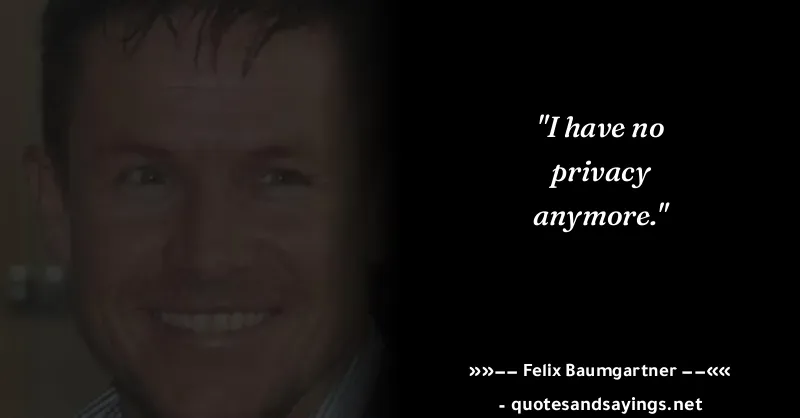 "I have no
privacy
anymore."
»»−− Felix Baumgartner −−««
- quotesandsayings.net